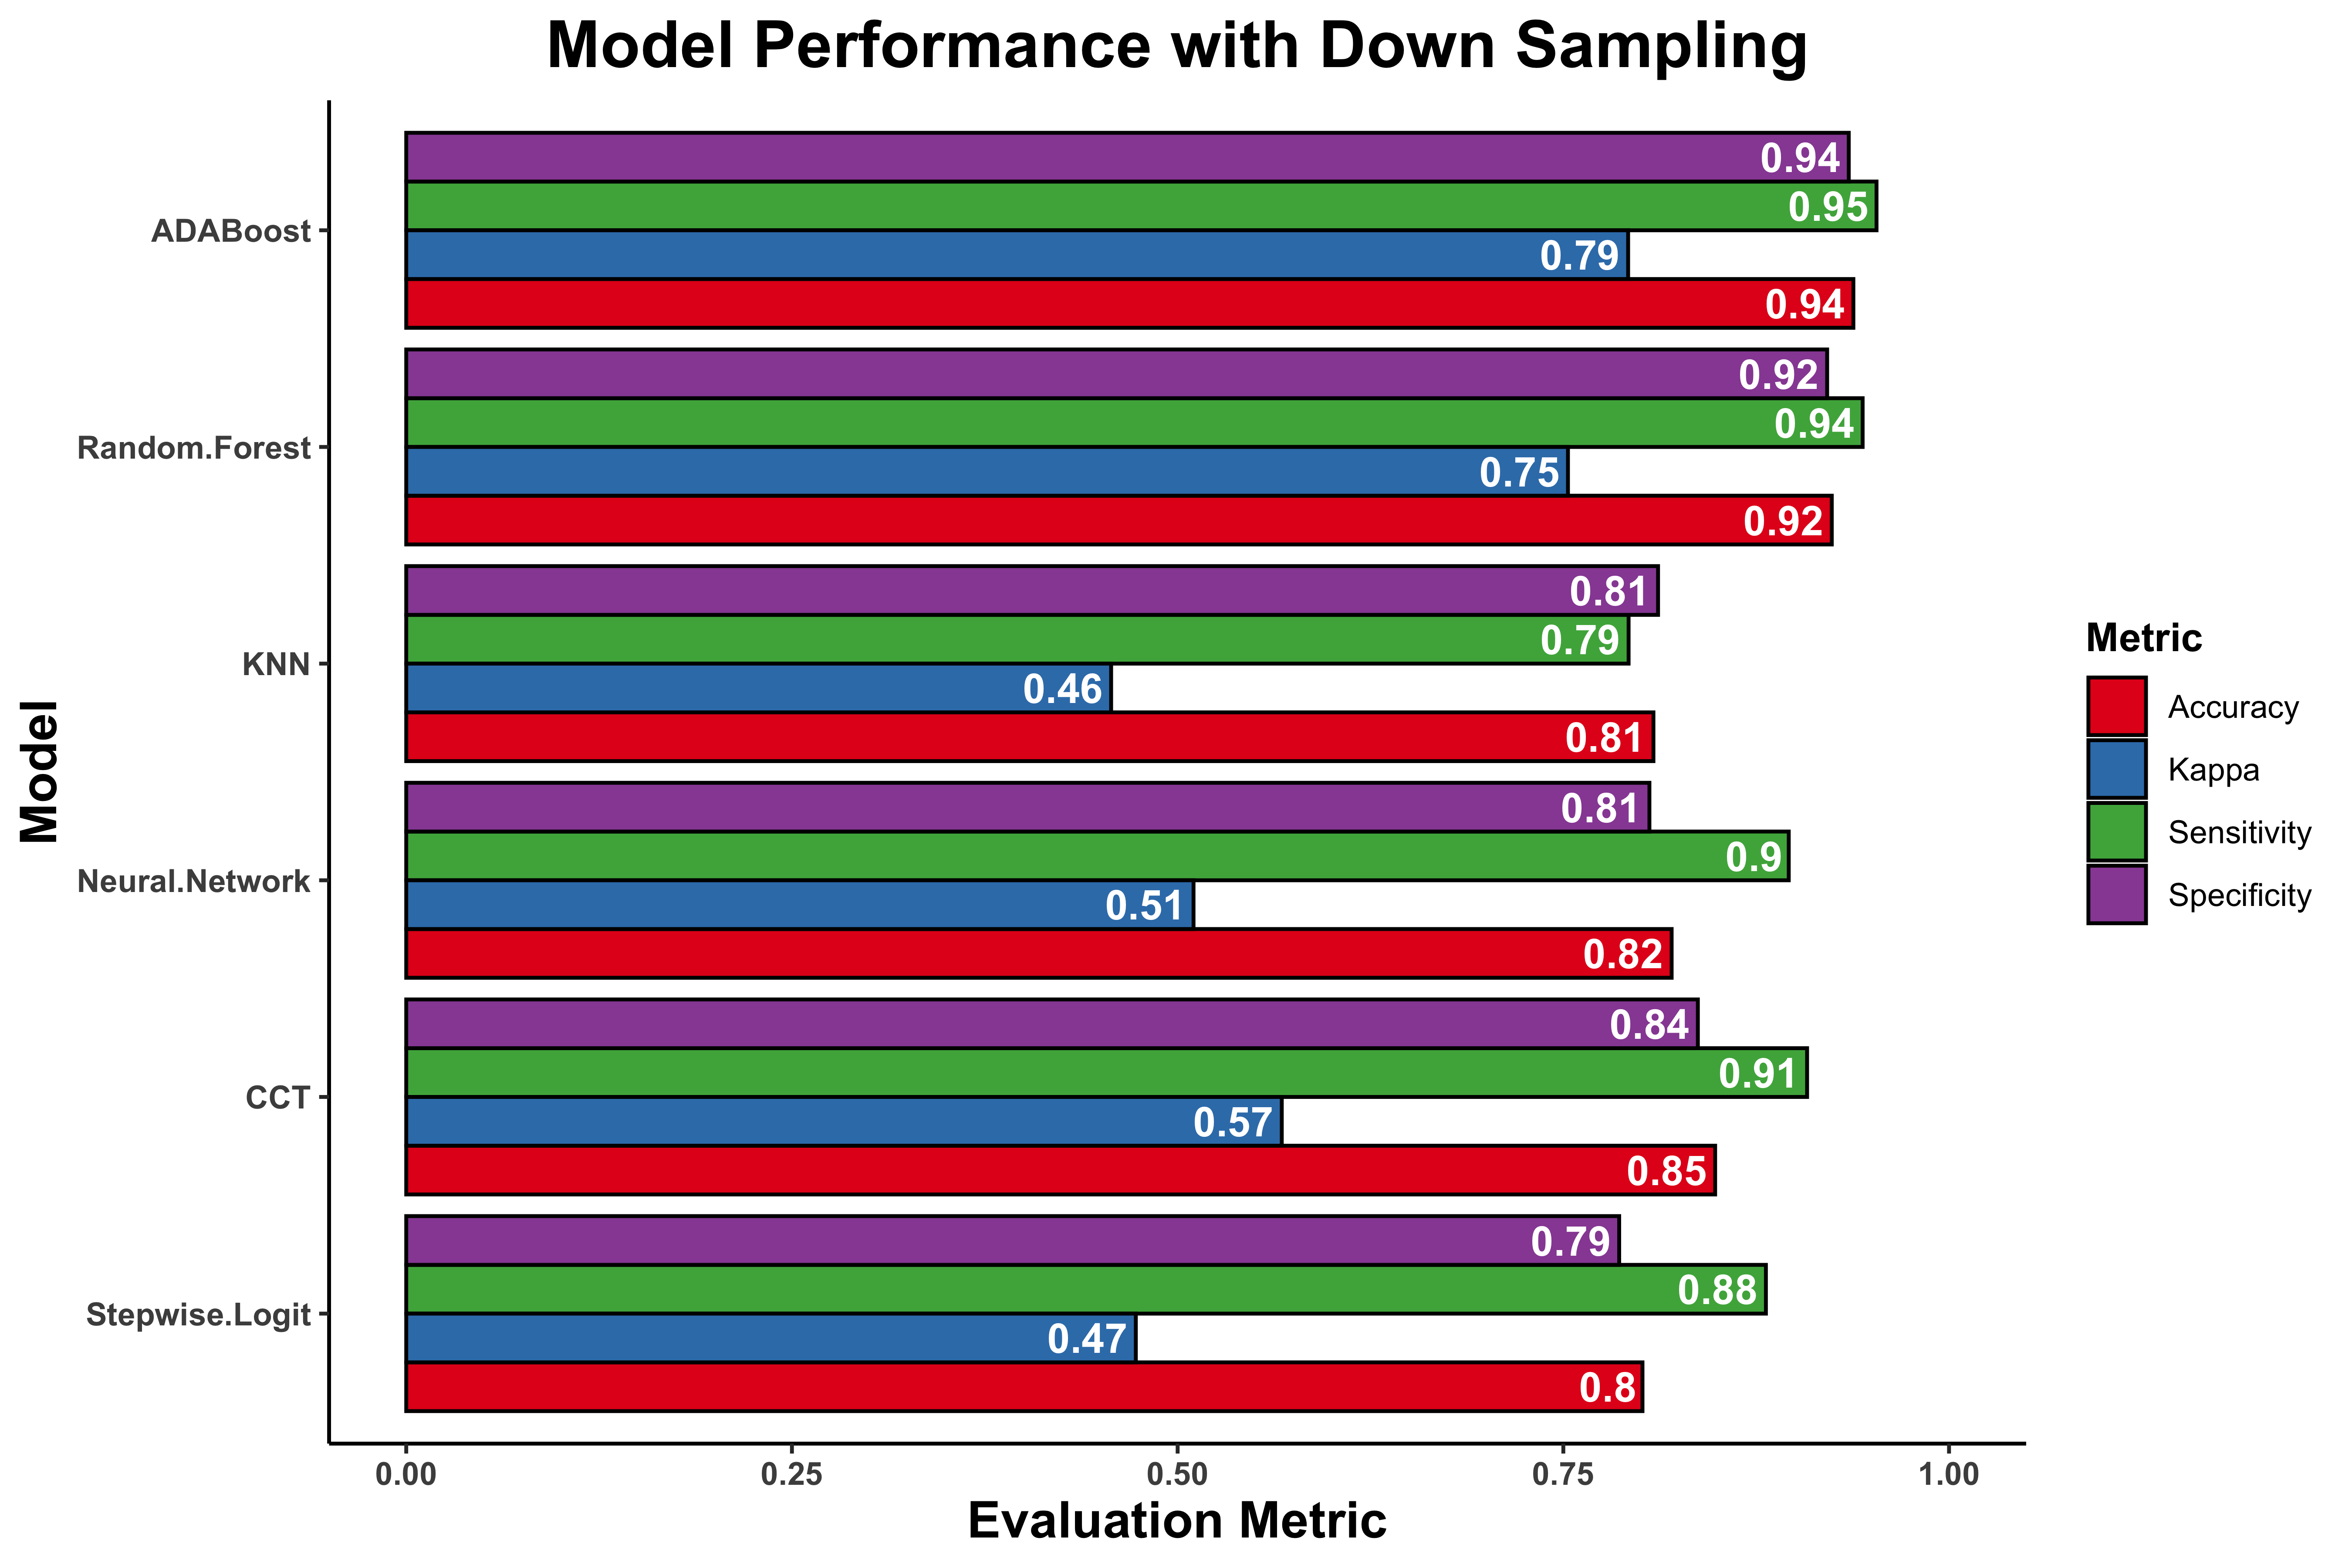 Model Performance with Down Sampling
Model
ADABoost
0.94
0.95
0.79
0.94
Random.Forest
0.92
0.94
0.75
0.92
KNN
0.81
0.79
0.46
0.81
Neural.Network
0.81
0.9
0.51
0.82
CCT
0.84
0.91
0.57
0.85
Stepwise.Logit
0.79
0.88
0.47
0.8
0.00 0.25 0.50 0.75 1.00
Evaluation Metric
Metric
Accuracy
Kappa
Sensitivity
Specificity